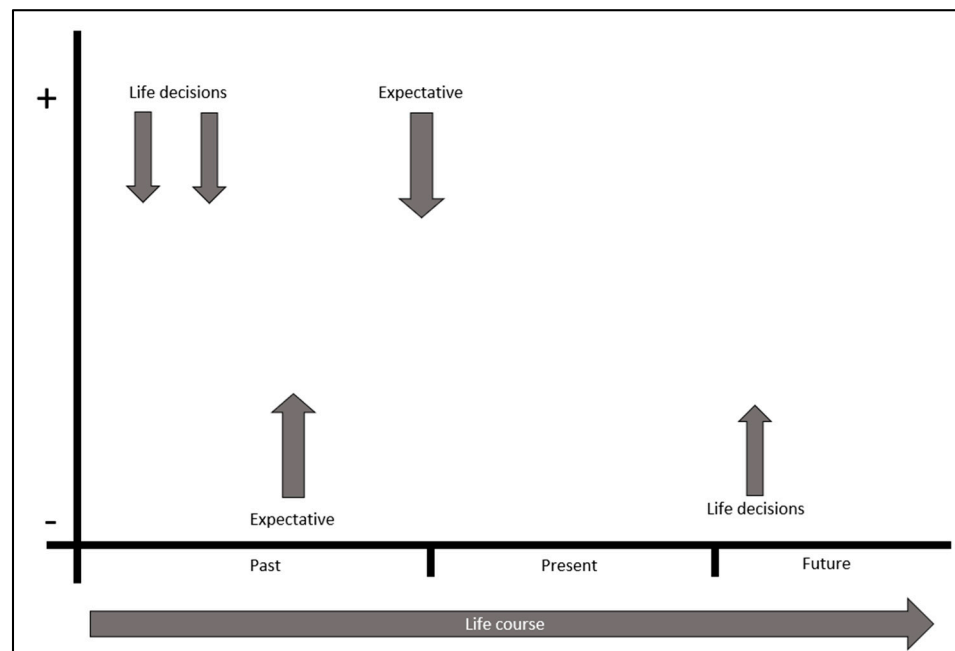 +
Life decisions
Expectative
Expectative
Life decisions
-
Past
Present
Future
Life course